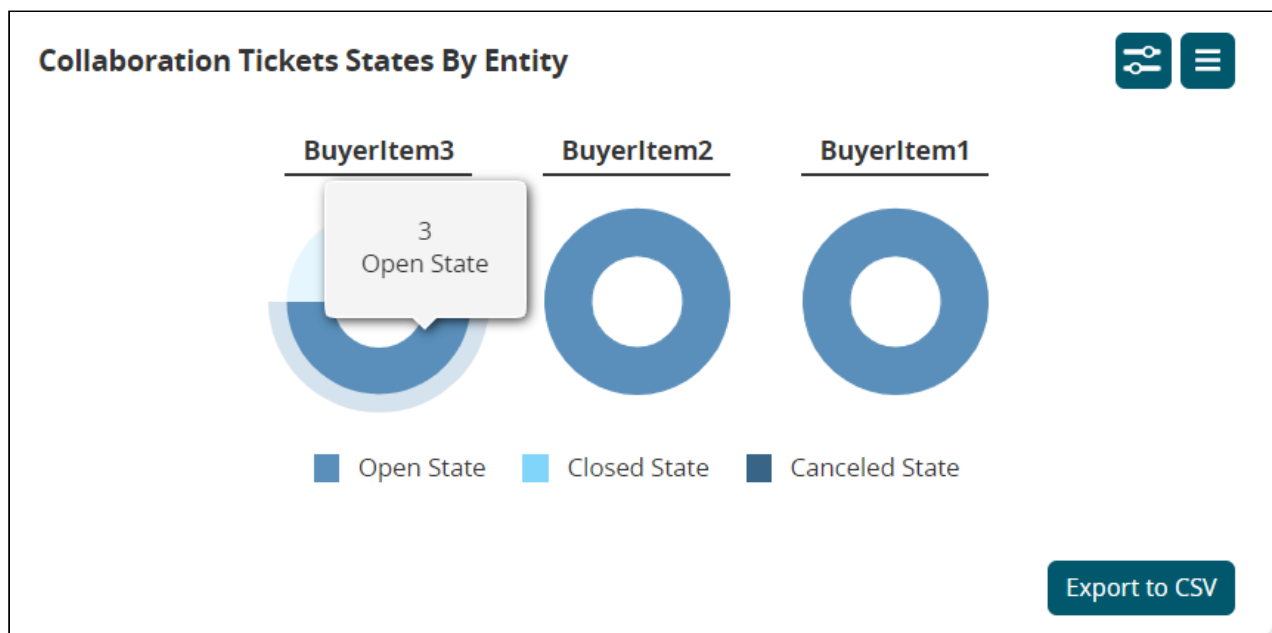 Collaboration Tickets States By Entity
BuyerItem3
BuyerItem2
BuyerItem1
3
Open State
Open State
Closed State
Canceled State
Export to CSV